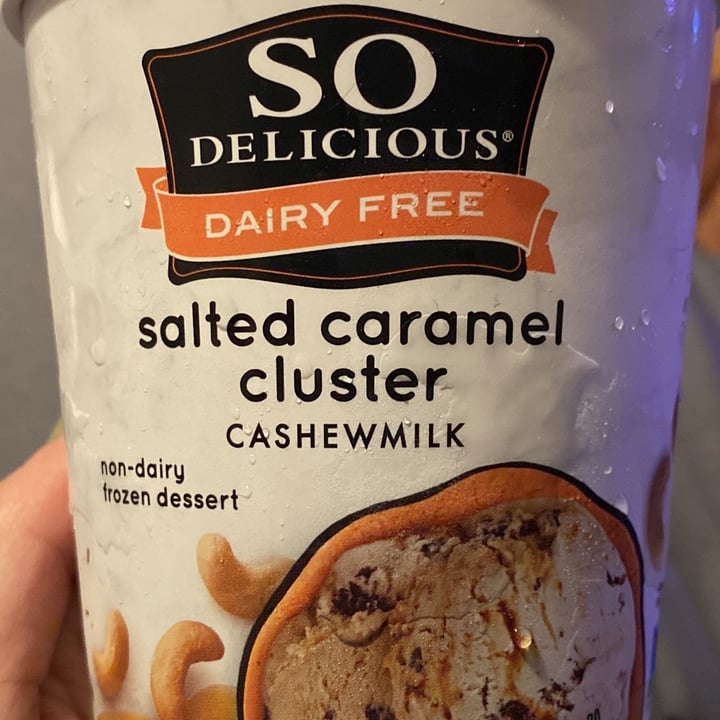 SO
DELICIOUS®
DAiRY FREE
salted caramel
cluster
CASHEWMILK
non-dairy
frozen dessert